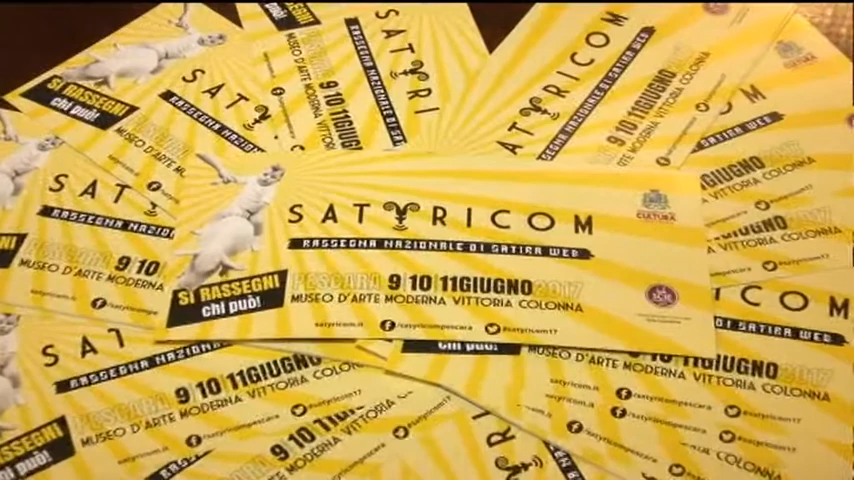 SATYRICOM
RASSEGNA NAZIONALE DI SATIRA WEB
CULTURA
SI RASSEGNI
chi può!
PESCARA 9|10|11GIUGNO2017
MUSEO D'ARTE MODERNA VITTORIA COLONNA
satyricom.it
/satyricompescara
#satyricom17